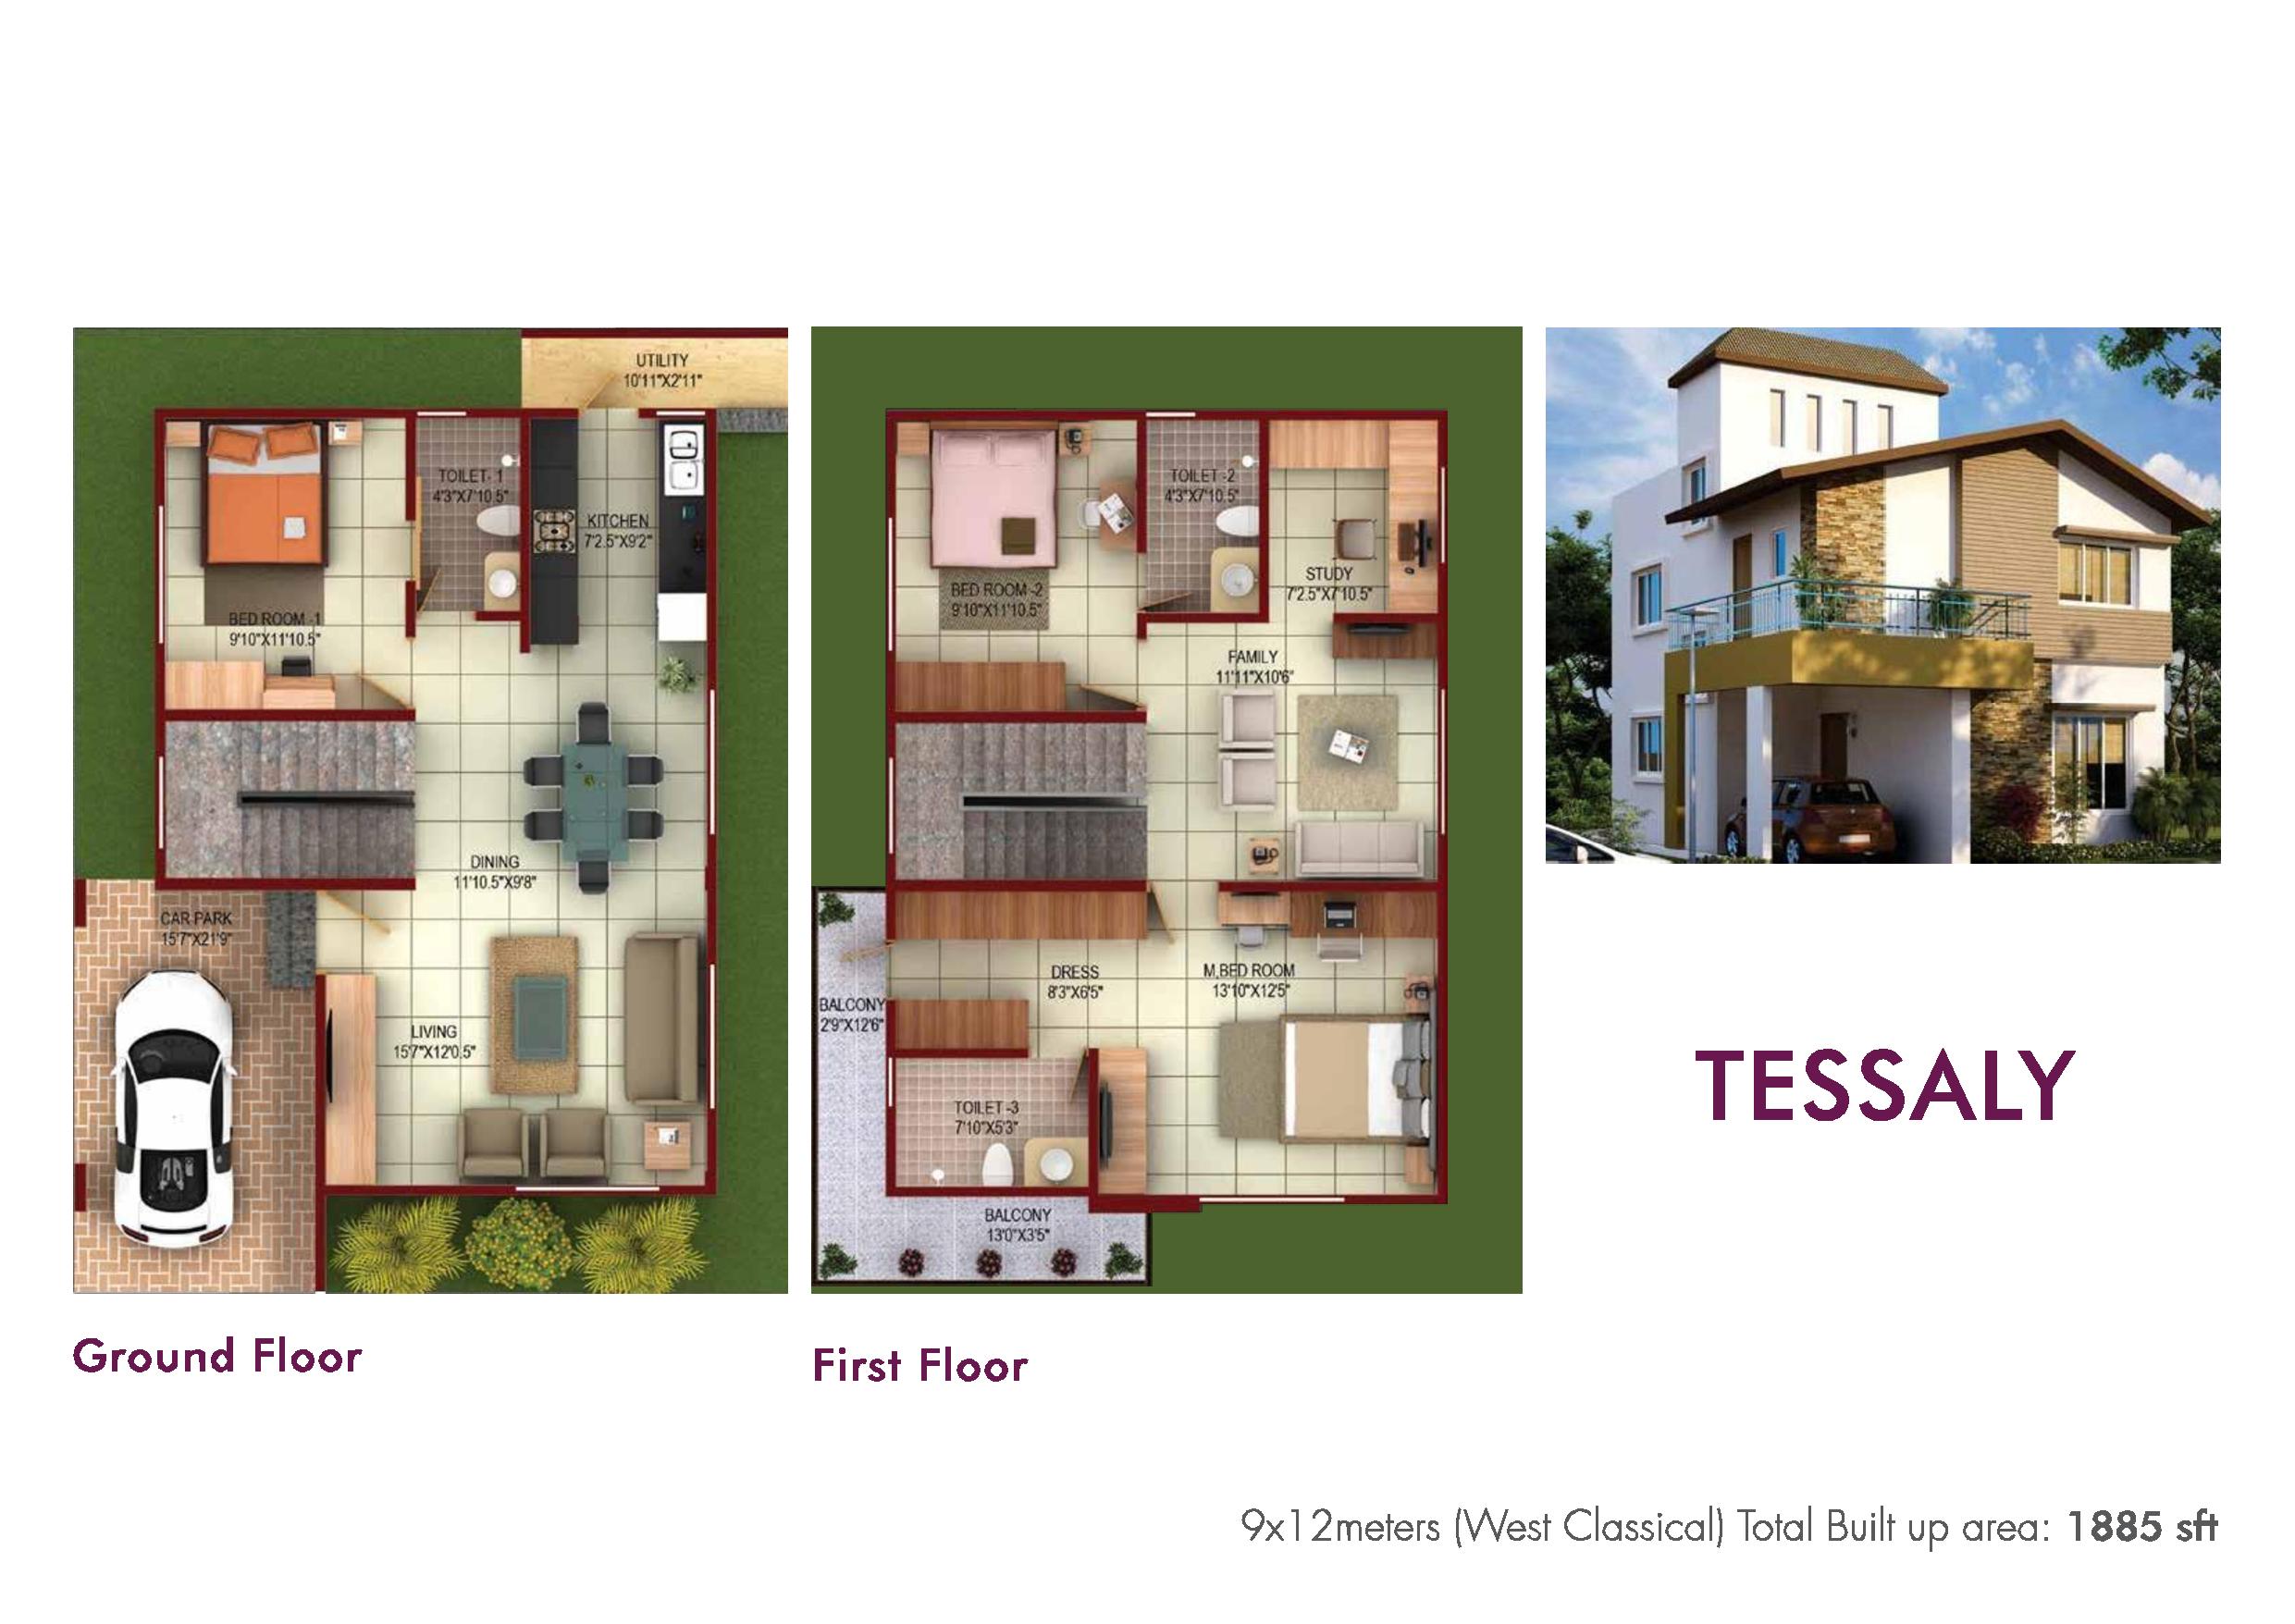 UTILITY
10'11"X2'11"
TOILET- 1
4'3"X7'10.5"
KITCHEN
7'2.5"X9'2"
BED ROOM -1
9'10"X11'10.5"
DINING
11'10.5"X9'8"
CAR PARK
15'7"X21'9"
LIVING
15'7"X12'0.5"
Ground Floor
TOILET -2
4'3"X7'10.5"
STUDY
7'2.5"X7'10.5"
BED ROOM -2
9'10"X11'10.5"
FAMILY
11'11"X10'6"
DRESS
8'3"X6'5"
M.BED ROOM
13'10"X12'5"
BALCONY
2'9"X12'6"
TOILET -3
7'10"X5'3"
BALCONY
13'0"X3'5"
First Floor
TESSALY
9x12meters (West Classical) Total Built up area: 1885 sft